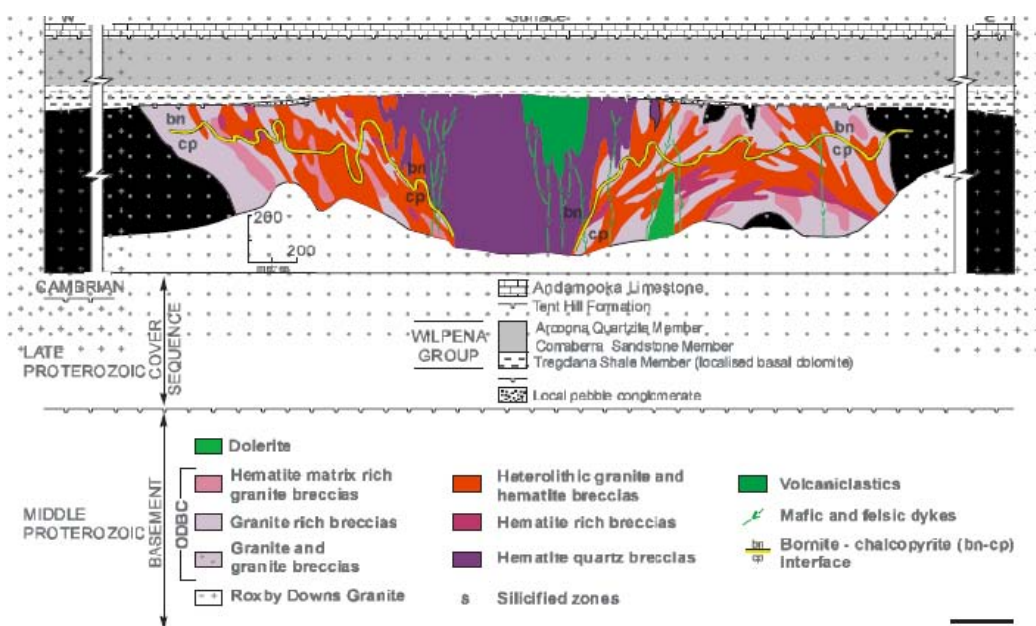 W
Surface
E
bn
cp
bn
cp
bn
cp
bn
cp
200
200
CAMBRIAN
Andamooka Limestone
Tent Hill Formation
WILPENA
GROUP
Arcoona Quartzite Member
Corraberra Sandstone Member
Tregolana Shale Member (localised basal dolomite)
Local pebble conglomerate
LATE
PROTEROZOIC
COVER
SEQUENCE
Dolerite
Hematite matrix rich
granite breccias
Granite rich breccias
Granite and
granite breccias
Roxby Downs Granite
Heterolithic granite and
hematite breccias
Hematite rich breccias
Hematite quartz breccias
s Silicified zones
Volcaniclastics
Mafic and felsic dykes
bn
cp
Bornite - chalcopyrite (bn-cp)
Interface
MIDDLE
PROTEROZOIC
BASEMENT
ODBC